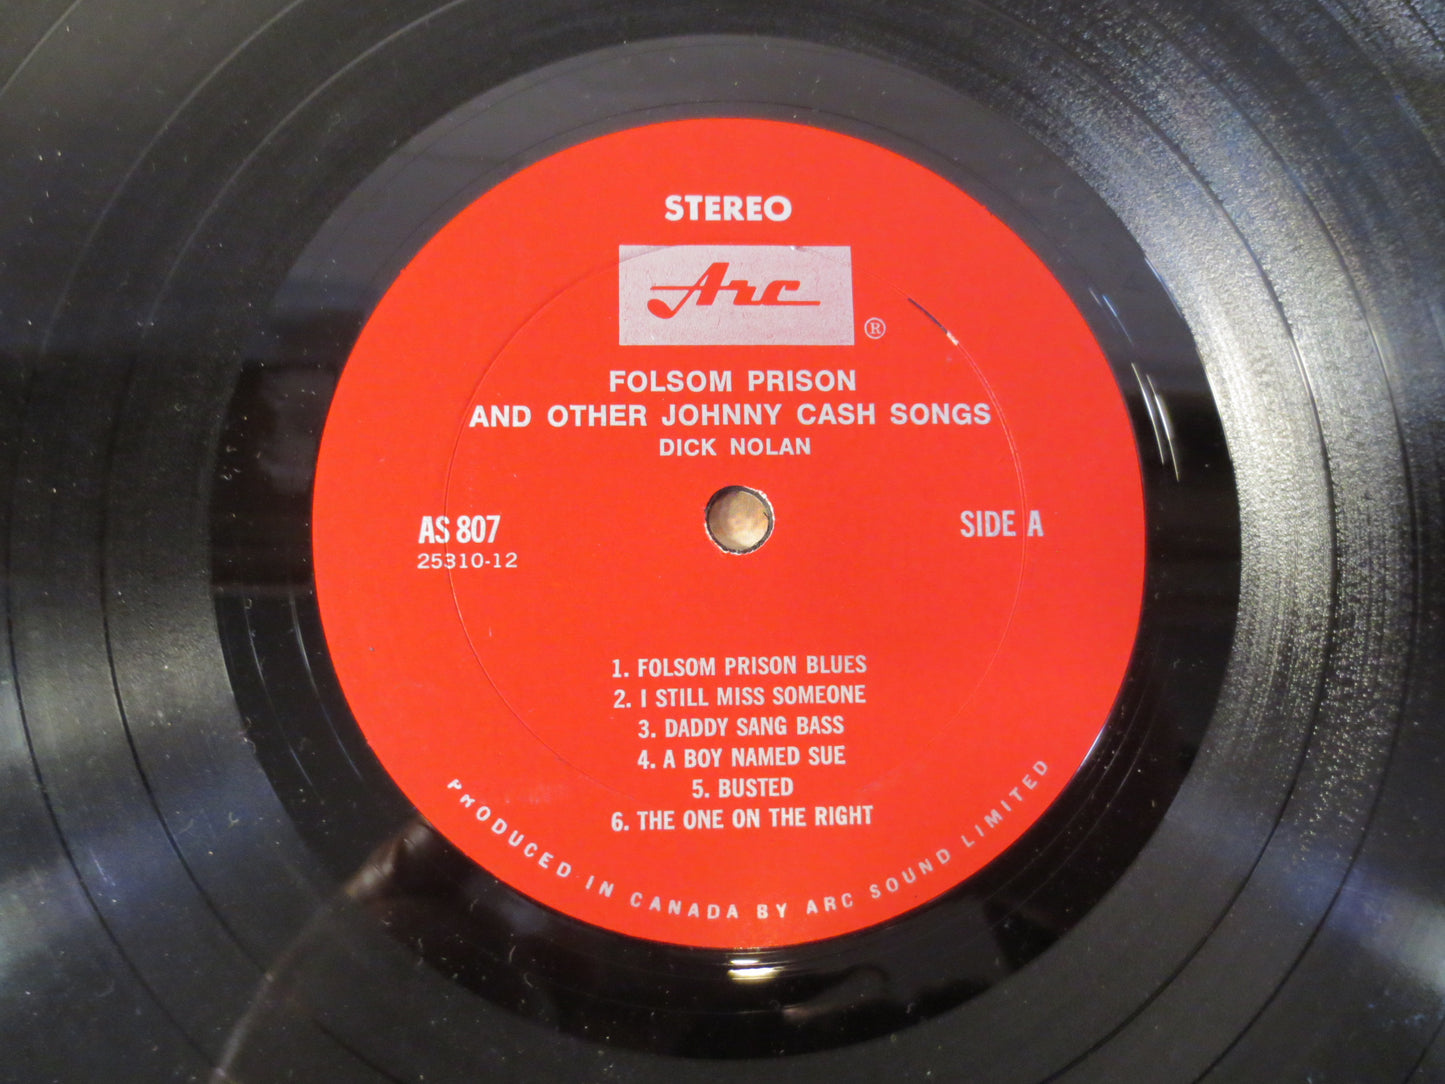 STEREO
Arc
®
FOLSOM PRISON
AND OTHER JOHNNY CASH SONGS
DICK NOLAN
AS 807
25310-12
SIDE A
1. FOLSOM PRISON BLUES
2. I STILL MISS SOMEONE
3. DADDY SANG BASS
4. A BOY NAMED SUE
5. BUSTED
6. THE ONE ON THE RIGHT
PRODUCED IN CANADA BY ARC SOUND LIMITED